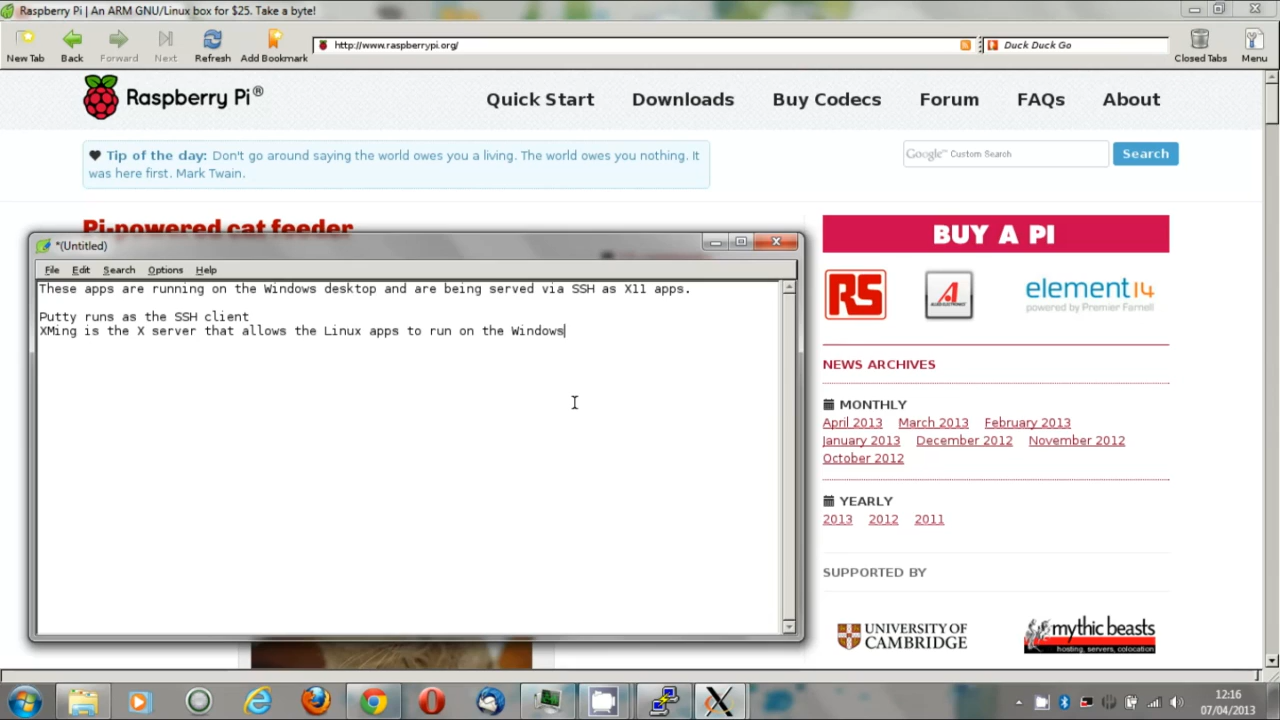 Raspberry Pi | An ARM GNU/Linux box for $25. Take a byte!
New Tab
Back
Forward
Next
Refresh
Add Bookmark
http://www.raspberrypi.org/
Duck Duck Go
Closed Tabs
Menu
Raspberry Pi®
Quick Start
Downloads
Buy Codecs
Forum
FAQs
About
Tip of the day: Don't go around saying the world owes you a living. The world owes you nothing. It
was here first. Mark Twain.
Google™ Custom Search
Search
Pi-powered cat feeder
*(Untitled)
File Edit Search Options Help
These apps are running on the Windows desktop and are being served via SSH as X11 apps.
Putty runs as the SSH client
XMing is the X server that allows the Linux apps to run on the Windows
BUY A PI
RS
A
ALLIED ELECTRONICS
element14
powered by Premier Farnell
NEWS ARCHIVES
MONTHLY
April 2013 March 2013 February 2013
January 2013 December 2012 November 2012
October 2012
YEARLY
2013 2012 2011
SUPPORTED BY
UNIVERSITY OF
CAMBRIDGE
mythic beasts
hosting, servers, colocation
12:16
07/04/2013